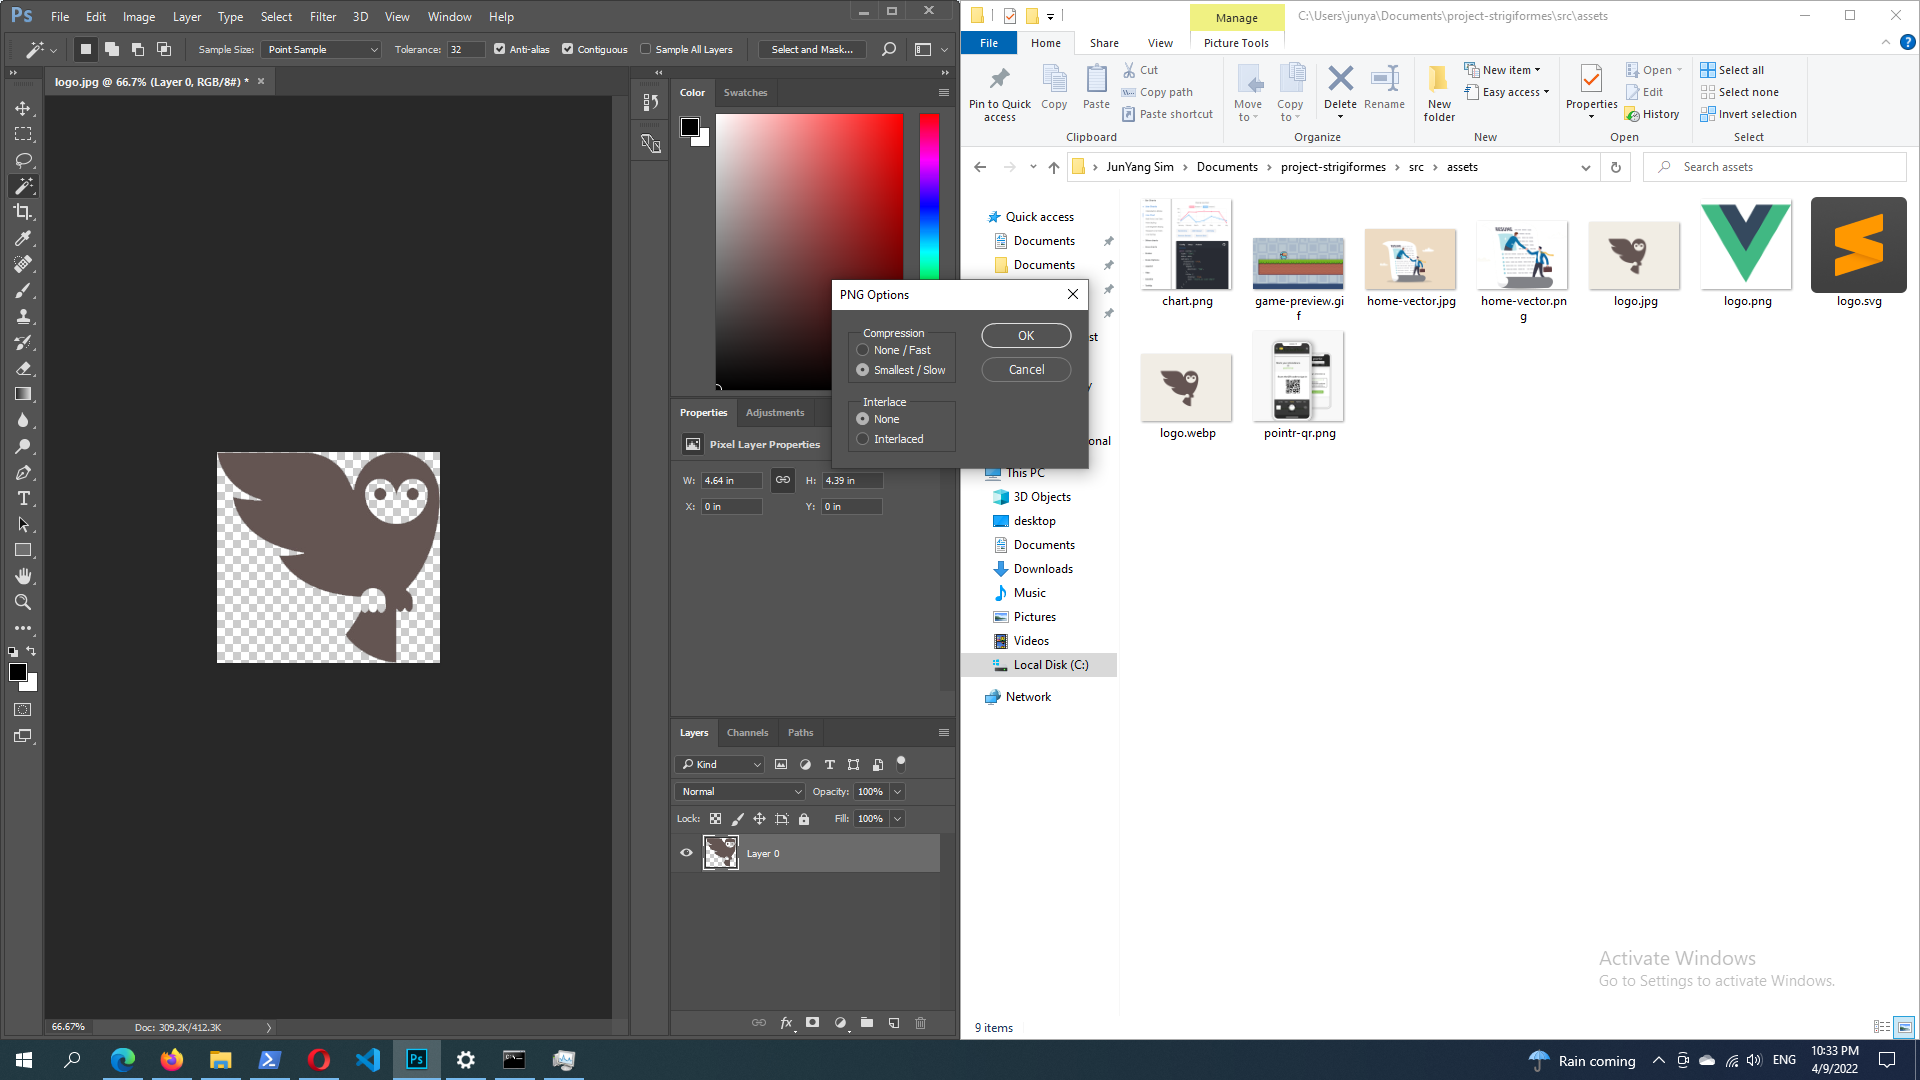 Ps File Edit Image Layer Type Select Filter 3D View Window Help
Sample Size: Point Sample Tolerance: 32 Anti-alias Contiguous Sample All Layers Select and Mask...
logo.jpg @ 66.7% (Layer 0, RGB/8#) *
Color Swatches
PNG Options
Compression
None / Fast
Smallest / Slow
OK
Cancel
Interlace
None
Interlaced
Properties Adjustments
Pixel Layer Properties
W: 4.64 in H: 4.39 in
X: 0 in Y: 0 in
Layers Channels Paths
Kind
Normal Opacity: 100%
Lock: Fill: 100%
Layer 0
fx
66.67% Doc: 309.2K/412.3K
Manage
C:\Users\junya\Documents\project-strigiformes\src\assets
File Home Share View Picture Tools
Pin to Quick access
Copy
Paste
Cut
Copy path
Paste shortcut
Clipboard
Move to
Copy to
Delete
Rename
Organize
New folder
New item
Easy access
New
Properties
Open
Edit
History
Open
Select all
Select none
Invert selection
Select
JunYang Sim Documents project-strigiformes src assets
Search assets
Quick access
Documents
Documents
st
y
onal
This PC
3D Objects
desktop
Documents
Downloads
Music
Pictures
Videos
Local Disk (C:)
Network
chart.png
game-preview.gi
f
home-vector.jpg
home-vector.pn
g
logo.jpg
logo.png
logo.svg
logo.webp
pointr-qr.png
RESUME
RESUME
Activate Windows
Go to Settings to activate Windows.
9 items
Ps
Rain coming
ENG
10:33 PM
4/9/2022